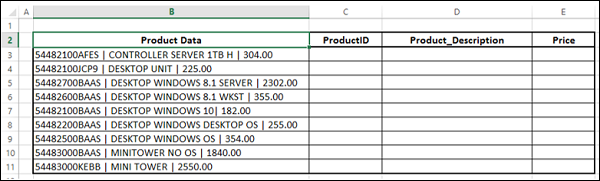 A B C D E
1
2 Product Data ProductID Product_Description Price
3 54482100AFES | CONTROLLER SERVER 1TB H | 304.00
4 54482100JCP9 | DESKTOP UNIT | 225.00
5 54482700BAAS | DESKTOP WINDOWS 8.1 SERVER | 2302.00
6 54482600BAAS | DESKTOP WINDOWS 8.1 WKST | 355.00
7 54482100BAAS | DESKTOP WINDOWS 10| 182.00
8 54482200BAAS | DESKTOP WINDOWS DESKTOP OS | 255.00
9 54482500BAAS | DESKTOP WINDOWS OS | 354.00
10 54483000BAAS | MINITOWER NO OS | 1840.00
11 54483000KEBB | MINI TOWER | 2550.00